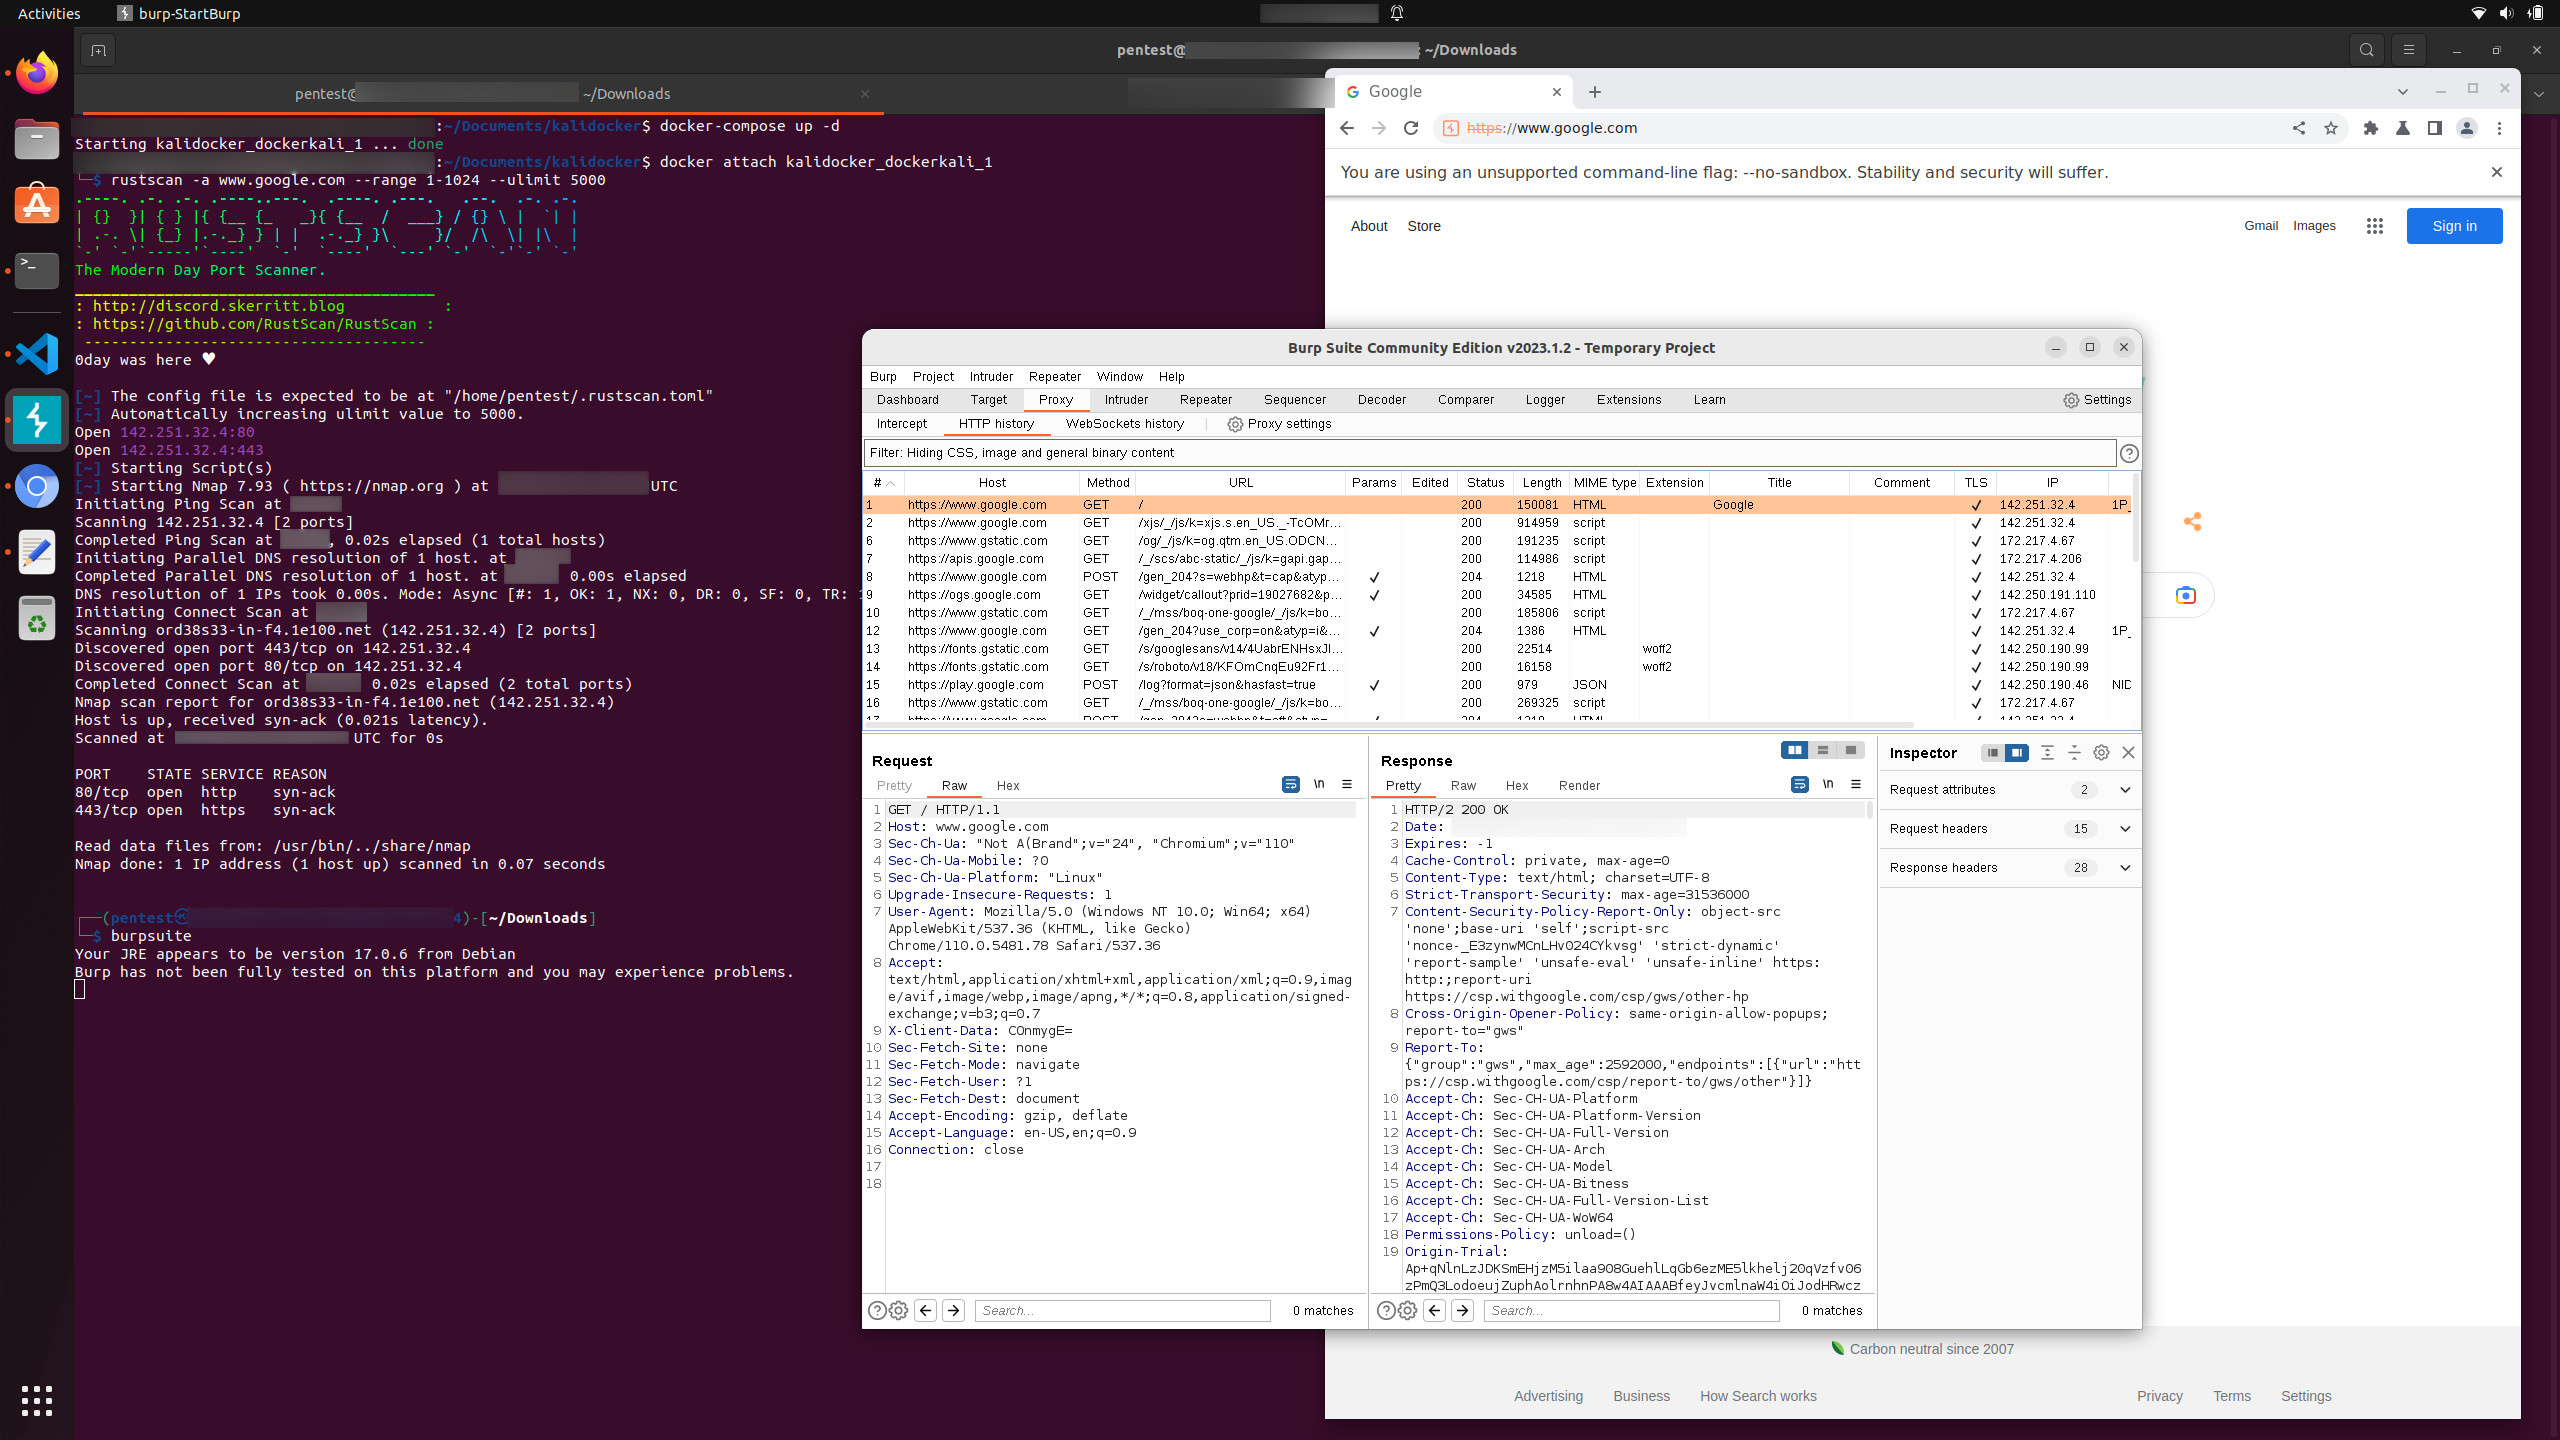 Activities
burp-StartBurp
pentest@ : ~/Downloads
pentest@ ~/Downloads
:~/Documents/kalidocker$ docker-compose up -d
Starting kalidocker_dockerkali_1 ... done
:~/Documents/kalidocker$ docker attach kalidocker_dockerkali_1
└─$ rustscan -a www.google.com --range 1-1024 --ulimit 5000
The Modern Day Port Scanner.
: http://discord.skerritt.blog :
: https://github.com/RustScan/RustScan :
0day was here ♥
[~] The config file is expected to be at "/home/pentest/.rustscan.toml"
[~] Automatically increasing ulimit value to 5000.
Open 142.251.32.4:80
Open 142.251.32.4:443
[~] Starting Script(s)
[~] Starting Nmap 7.93 ( https://nmap.org ) at UTC
Initiating Ping Scan at
Scanning 142.251.32.4 [2 ports]
Completed Ping Scan at , 0.02s elapsed (1 total hosts)
Initiating Parallel DNS resolution of 1 host. at
Completed Parallel DNS resolution of 1 host. at 0.00s elapsed
DNS resolution of 1 IPs took 0.00s. Mode: Async [#: 1, OK: 1, NX: 0, DR: 0, SF: 0, TR: 1
Initiating Connect Scan at
Scanning ord38s33-in-f4.1e100.net (142.251.32.4) [2 ports]
Discovered open port 443/tcp on 142.251.32.4
Discovered open port 80/tcp on 142.251.32.4
Completed Connect Scan at 0.02s elapsed (2 total ports)
Nmap scan report for ord38s33-in-f4.1e100.net (142.251.32.4)
Host is up, received syn-ack (0.021s latency).
Scanned at UTC for 0s
PORT STATE SERVICE REASON
80/tcp open http syn-ack
443/tcp open https syn-ack
Read data files from: /usr/bin/../share/nmap
Nmap done: 1 IP address (1 host up) scanned in 0.07 seconds
┌──(pentest㉿ 4)-[~/Downloads]
└─$ burpsuite
Your JRE appears to be version 17.0.6 from Debian
Burp has not been fully tested on this platform and you may experience problems.
Google
https://www.google.com
You are using an unsupported command-line flag: --no-sandbox. Stability and security will suffer.
About Store Gmail Images Sign in
Burp Suite Community Edition v2023.1.2 - Temporary Project
Burp Project Intruder Repeater Window Help
Dashboard Target Proxy Intruder Repeater Sequencer Decoder Comparer Logger Extensions Learn Settings
Intercept HTTP history WebSockets history Proxy settings
Filter: Hiding CSS, image and general binary content
# Host Method URL Params Edited Status Length MIME type Extension Title Comment TLS IP
1 https://www.google.com GET / 200 150081 HTML Google ✓ 142.251.32.4 1P_
2 https://www.google.com GET /xjs/_/js/k=xjs.s.en_US._-TcOMr... 200 914959 script ✓ 142.251.32.4
6 https://www.gstatic.com GET /og/_/js/k=og.qtm.en_US.ODCN... 200 191235 script ✓ 172.217.4.67
7 https://apis.google.com GET /_/scs/abc-static/_/js/k=gapi.gap... 200 114986 script ✓ 172.217.4.206
8 https://www.google.com POST /gen_204?s=webhp&t=cap&atyp... ✓ 204 1218 HTML ✓ 142.251.32.4
9 https://ogs.google.com GET /widget/callout?prid=19027682&p... ✓ 200 34585 HTML ✓ 142.250.191.110
10 https://www.gstatic.com GET /_/mss/boq-one-google/_/js/k=bo... 200 185806 script ✓ 172.217.4.67
12 https://www.google.com GET /gen_204?use_corp=on&atyp=i&... ✓ 204 1386 HTML ✓ 142.251.32.4 1P_
13 https://fonts.gstatic.com GET /s/googlesans/v14/4UabrENHsxJl... 200 22514 woff2 ✓ 142.250.190.99
14 https://fonts.gstatic.com GET /s/roboto/v18/KFOmCnqEu92Fr1... 200 16158 woff2 ✓ 142.250.190.99
15 https://play.google.com POST /log?format=json&hasfast=true ✓ 200 979 JSON ✓ 142.250.190.46 NID
16 https://www.gstatic.com GET /_/mss/boq-one-google/_/js/k=bo... 200 269325 script ✓ 172.217.4.67
Request
Pretty Raw Hex \n
1 GET / HTTP/1.1
2 Host: www.google.com
3 Sec-Ch-Ua: "Not A(Brand";v="24", "Chromium";v="110"
4 Sec-Ch-Ua-Mobile: ?0
5 Sec-Ch-Ua-Platform: "Linux"
6 Upgrade-Insecure-Requests: 1
7 User-Agent: Mozilla/5.0 (Windows NT 10.0; Win64; x64)
AppleWebKit/537.36 (KHTML, like Gecko)
Chrome/110.0.5481.78 Safari/537.36
8 Accept:
text/html,application/xhtml+xml,application/xml;q=0.9,imag
e/avif,image/webp,image/apng,*/*;q=0.8,application/signed-
exchange;v=b3;q=0.7
9 X-Client-Data: COnmygE=
10 Sec-Fetch-Site: none
11 Sec-Fetch-Mode: navigate
12 Sec-Fetch-User: ?1
13 Sec-Fetch-Dest: document
14 Accept-Encoding: gzip, deflate
15 Accept-Language: en-US,en;q=0.9
16 Connection: close
17
18
Search... 0 matches
Response
Pretty Raw Hex Render \n
1 HTTP/2 200 OK
2 Date:
3 Expires: -1
4 Cache-Control: private, max-age=0
5 Content-Type: text/html; charset=UTF-8
6 Strict-Transport-Security: max-age=31536000
7 Content-Security-Policy-Report-Only: object-src
'none';base-uri 'self';script-src
'nonce-_E3zynwMCnLHvO24CYkvsg' 'strict-dynamic'
'report-sample' 'unsafe-eval' 'unsafe-inline' https:
http:;report-uri
https://csp.withgoogle.com/csp/gws/other-hp
8 Cross-Origin-Opener-Policy: same-origin-allow-popups;
report-to="gws"
9 Report-To:
{"group":"gws","max_age":2592000,"endpoints":[{"url":"htt
ps://csp.withgoogle.com/csp/report-to/gws/other"}]}
10 Accept-Ch: Sec-CH-UA-Platform
11 Accept-Ch: Sec-CH-UA-Platform-Version
12 Accept-Ch: Sec-CH-UA-Full-Version
13 Accept-Ch: Sec-CH-UA-Arch
14 Accept-Ch: Sec-CH-UA-Model
15 Accept-Ch: Sec-CH-UA-Bitness
16 Accept-Ch: Sec-CH-UA-Full-Version-List
17 Accept-Ch: Sec-CH-UA-WoW64
18 Permissions-Policy: unload=()
19 Origin-Trial:
Ap+qNlnLzJDKSmEHjzM5ilaa908GuehlLqGb6ezME5lkhelj20qVzfv06
zPmQ3LodoeujZuphAolrnhnPA8w4AIAAABfeyJvcmlnaW4iOiJodHRwcz
Search... 0 matches
Inspector
Request attributes 2
Request headers 15
Response headers 28
Carbon neutral since 2007
Advertising Business How Search works Privacy Terms Settings